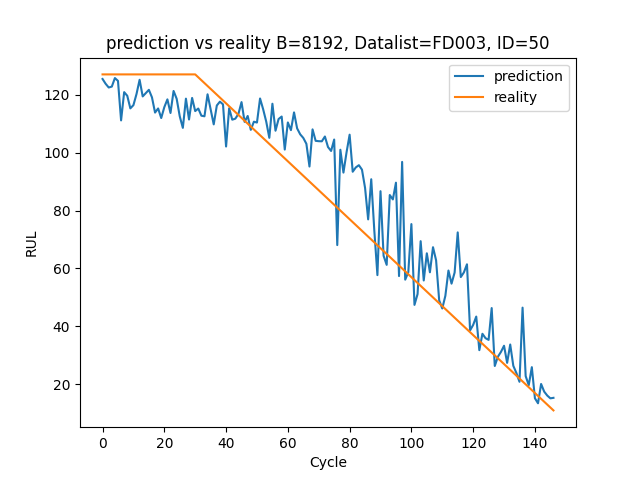 prediction vs reality B=8192, Datalist=FD003, ID=50
prediction
reality
RUL
120
100
80
60
40
20
0 20 40 60 80 100 120 140
Cycle